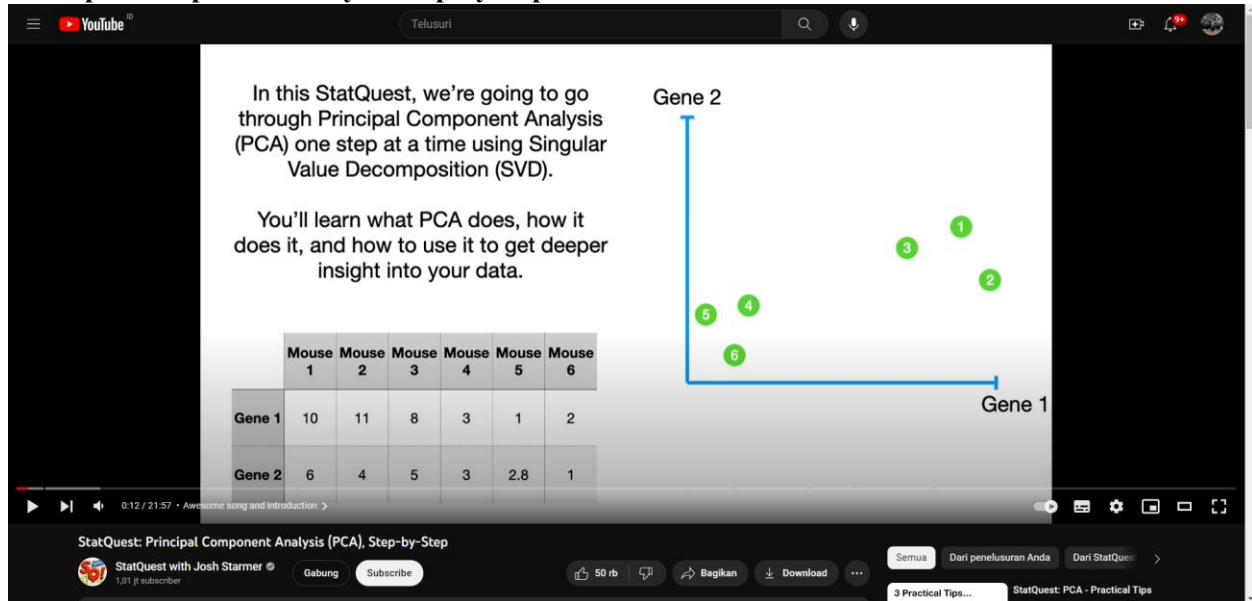 YouTube ID
Telusuri
9+
In this StatQuest, we're going to go
through Principal Component Analysis
(PCA) one step at a time using Singular
Value Decomposition (SVD).
You'll learn what PCA does, how it
does it, and how to use it to get deeper
insight into your data.
Gene 2
1
3
2
4
5
6
Gene 1
Mouse 1 Mouse 2 Mouse 3 Mouse 4 Mouse 5 Mouse 6
Gene 1 10 11 8 3 1 2
Gene 2 6 4 5 3 2.8 1
0:12 / 21:57 • Awesome song and introduction >
StatQuest: Principal Component Analysis (PCA), Step-by-Step
StatQuest with Josh Starmer
1,01 jt subscriber
Gabung Subscribe
50 rb Bagikan Download
Semua Dari penelusuran Anda Dari StatQues
3 Practical Tips...
StatQuest: PCA - Practical Tips